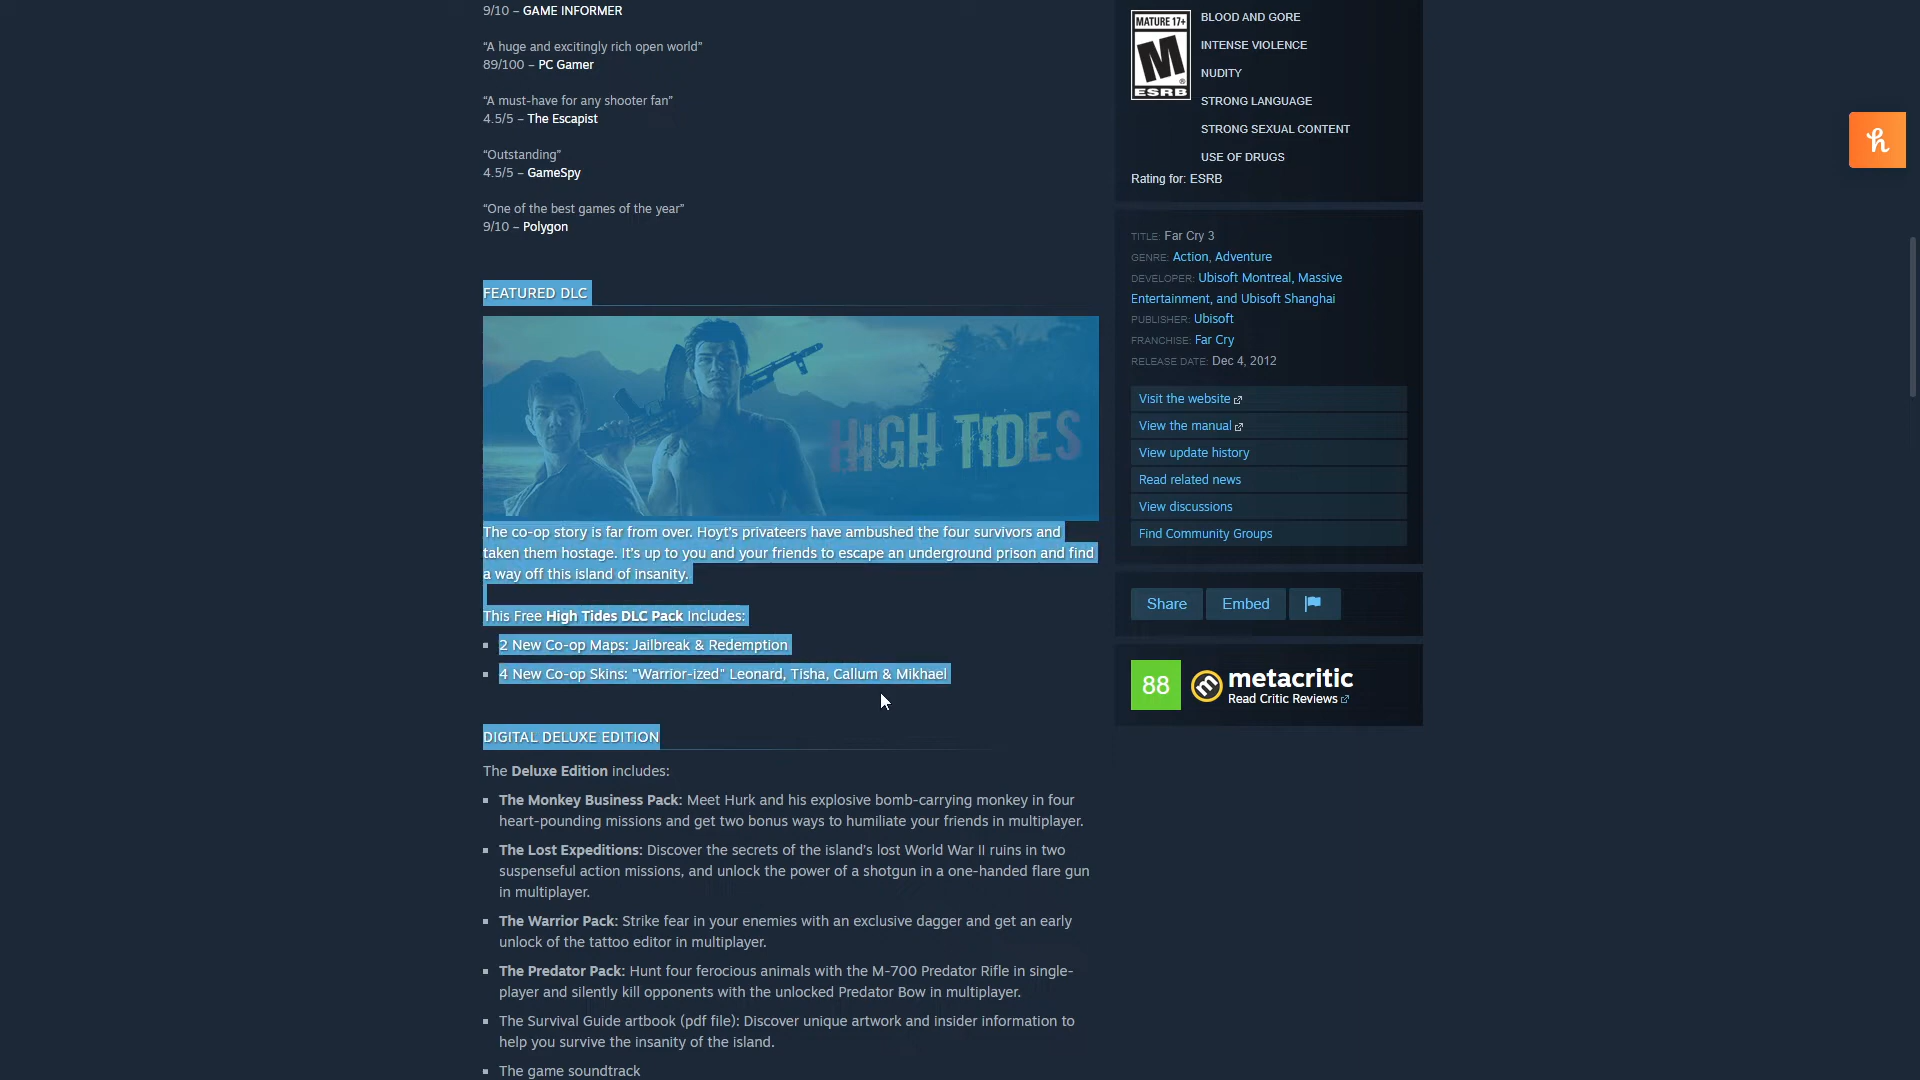 9/10 – GAME INFORMER
“A huge and excitingly rich open world”
89/100 – PC Gamer
“A must-have for any shooter fan”
4.5/5 – The Escapist
“Outstanding”
4.5/5 – GameSpy
“One of the best games of the year”
9/10 – Polygon
FEATURED DLC
HIGH TIDES
The co-op story is far from over. Hoyt's privateers have ambushed the four survivors and
taken them hostage. It's up to you and your friends to escape an underground prison and find
a way off this island of insanity.
This Free High Tides DLC Pack Includes:
2 New Co-op Maps: Jailbreak & Redemption
4 New Co-op Skins: "Warrior-ized" Leonard, Tisha, Callum & Mikhael
DIGITAL DELUXE EDITION
The Deluxe Edition includes:
The Monkey Business Pack: Meet Hurk and his explosive bomb-carrying monkey in four
heart-pounding missions and get two bonus ways to humiliate your friends in multiplayer.
The Lost Expeditions: Discover the secrets of the island's lost World War II ruins in two
suspenseful action missions, and unlock the power of a shotgun in a one-handed flare gun
in multiplayer.
The Warrior Pack: Strike fear in your enemies with an exclusive dagger and get an early
unlock of the tattoo editor in multiplayer.
The Predator Pack: Hunt four ferocious animals with the M-700 Predator Rifle in single-
player and silently kill opponents with the unlocked Predator Bow in multiplayer.
The Survival Guide artbook (pdf file): Discover unique artwork and insider information to
help you survive the insanity of the island.
The game soundtrack
MATURE 17+
M
ESRB
BLOOD AND GORE
INTENSE VIOLENCE
NUDITY
STRONG LANGUAGE
STRONG SEXUAL CONTENT
USE OF DRUGS
Rating for: ESRB
TITLE: Far Cry 3
GENRE: Action, Adventure
DEVELOPER: Ubisoft Montreal, Massive
Entertainment, and Ubisoft Shanghai
PUBLISHER: Ubisoft
FRANCHISE: Far Cry
RELEASE DATE: Dec 4, 2012
Visit the website
View the manual
View update history
Read related news
View discussions
Find Community Groups
Share Embed
88 metacritic
Read Critic Reviews
h